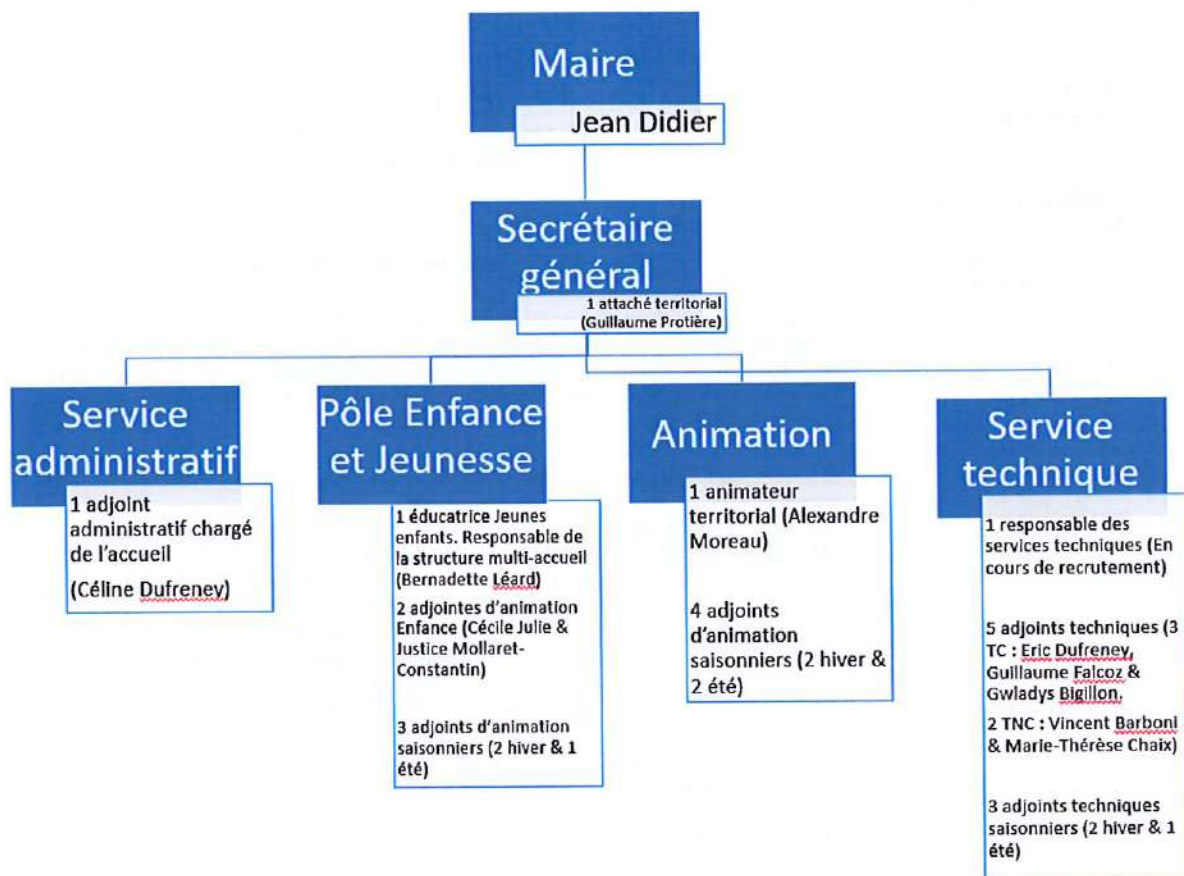 Maire
Jean Didier
Secrétaire
général
1 attaché territorial
(Guillaume Protière)
Service
administratif
1 adjoint
administratif chargé
de l'accueil
(Céline Dufreney)
Pôle Enfance
et Jeunesse
1 éducatrice Jeunes
enfants. Responsable de
la structure multi-accueil
(Bernadette Léard)
2 adjointes d'animation
Enfance (Cécile Julie &
Justice Mollaret-
Constantin)
3 adjoints d'animation
saisonniers (2 hiver & 1
été)
Animation
1 animateur
territorial (Alexandre
Moreau)
4 adjoints
d'animation
saisonniers (2 hiver &
2 été)
Service
technique
1 responsable des
services techniques (En
cours de recrutement)
5 adjoints techniques (3
TC : Eric Dufreney,
Guillaume Falcoz &
Gwladys Bigillon.
2 TNC : Vincent Barboni
& Marie-Thérèse Chaix)
3 adjoints techniques
saisonniers (2 hiver & 1
été)